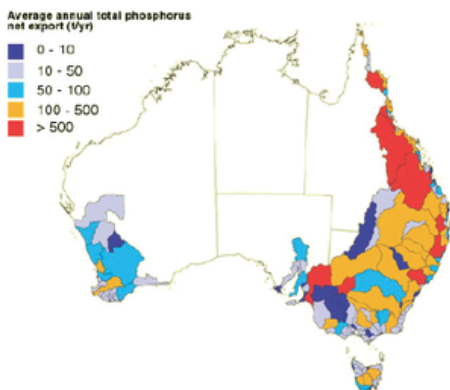 Average annual total phosphorus
net export (t/yr)
0 - 10
10 - 50
50 - 100
100 - 500
> 500